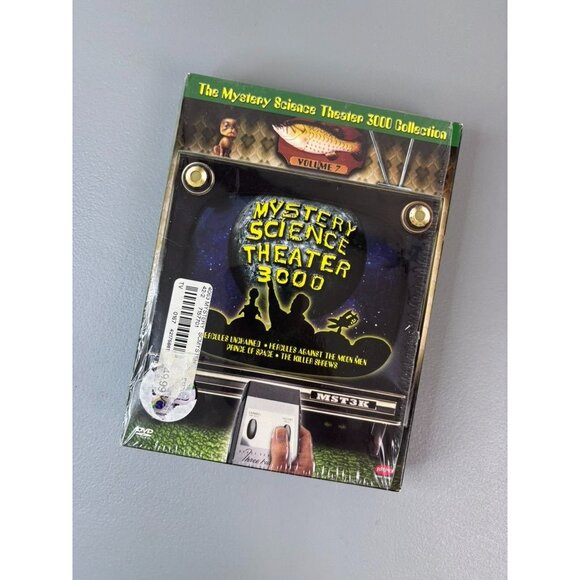 The Mystery Science Theater 3000 Collection
VOLUME 7
MYSTERY
SCIENCE
THEATER
3000
HERCULES UNCHAINED • HERCULES AGAINST THE MOON MEN
PRINCE OF SPACE • THE KILLER SHREWS
MST3K
DVD